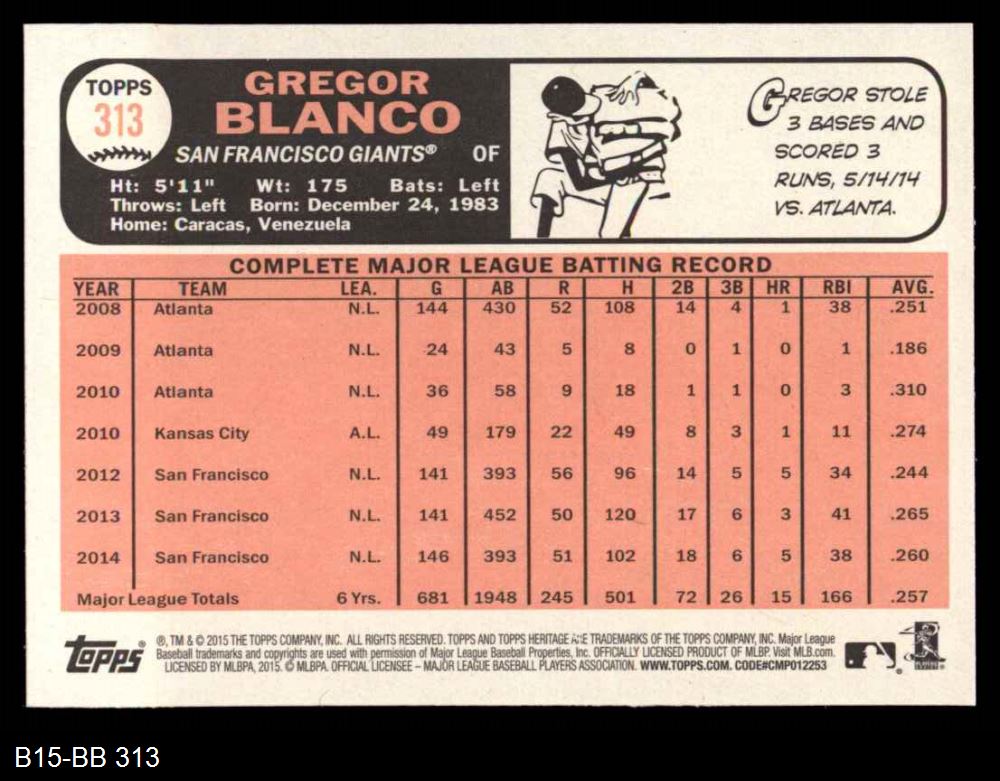 TOPPS
313
GREGOR
BLANCO
SAN FRANCISCO GIANTS® OF
Ht: 5'11" Wt: 175 Bats: Left
Throws: Left Born: December 24, 1983
Home: Caracas, Venezuela
GREGOR STOLE
3 BASES AND
SCORED 3
RUNS, 5/14/14
VS. ATLANTA.
COMPLETE MAJOR LEAGUE BATTING RECORD
YEAR TEAM LEA. G AB R H 2B 3B HR RBI AVG.
2008 Atlanta N.L. 144 430 52 108 14 4 1 38 .251
2009 Atlanta N.L. 24 43 5 8 0 1 0 1 .186
2010 Atlanta N.L. 36 58 9 18 1 1 0 3 .310
2010 Kansas City A.L. 49 179 22 49 8 3 1 11 .274
2012 San Francisco N.L. 141 393 56 96 14 5 5 34 .244
2013 San Francisco N.L. 141 452 50 120 17 6 3 41 .265
2014 San Francisco N.L. 146 393 51 102 18 6 5 38 .260
Major League Totals 6 Yrs. 681 1948 245 501 72 26 15 166 .257
Topps®
®, TM & © 2015 THE TOPPS COMPANY, INC. ALL RIGHTS RESERVED. TOPPS AND TOPPS HERITAGE ARE TRADEMARKS OF THE TOPPS COMPANY, INC. Major League
Baseball trademarks and copyrights are used with permission of Major League Baseball Properties, Inc. OFFICIALLY LICENSED PRODUCT OF MLBP. Visit MLB.com.
LICENSED BY MLBPA, 2015. © MLBPA. OFFICIAL LICENSEE – MAJOR LEAGUE BASEBALL PLAYERS ASSOCIATION. WWW.TOPPS.COM. CODE#CMP012253
B15-BB 313